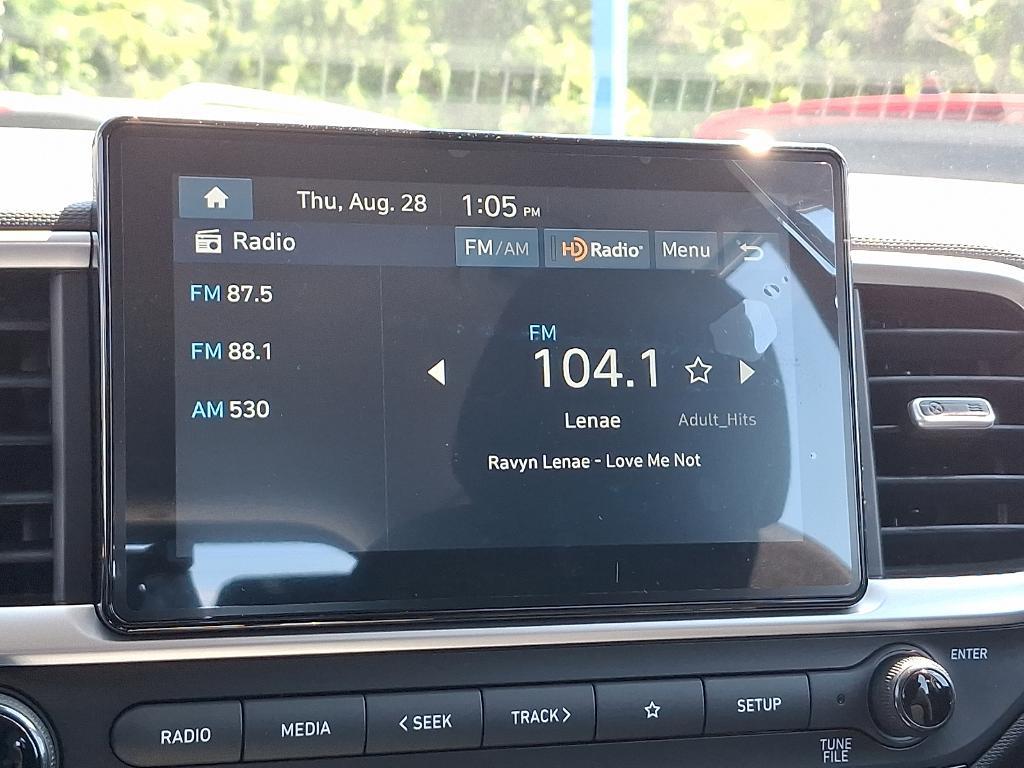 Thu, Aug. 28 1:05 PM
Radio FM/AM HD Radio Menu
FM 87.5
FM 88.1
AM 530
FM
104.1
Lenae Adult_Hits
Ravyn Lenae - Love Me Not
ENTER
RADIO MEDIA < SEEK TRACK > SETUP
TUNE
FILE